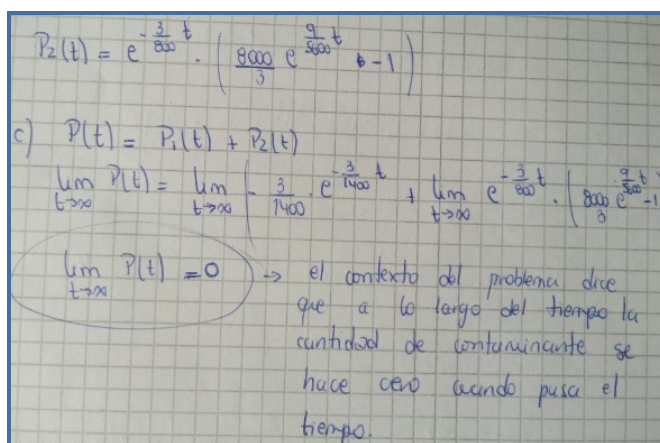 P₂(t) = e^{-3/800 t} · (8000/3 e^{9/5600 t} - 1)
c) P(t) = P₁(t) + P₂(t)
lim t→∞ P(t) = lim t→∞ (- 3/1400 · e^{-3/1400 t} + lim t→∞ e^{-3/800 t} · (8000/3 e^{9/5600 t} - 1
lim t→∞ P(t) = 0 → el contexto del problema dice
que a lo largo del tiempo la
cantidad de contaminante se
hace cero cuando pasa el
tiempo.